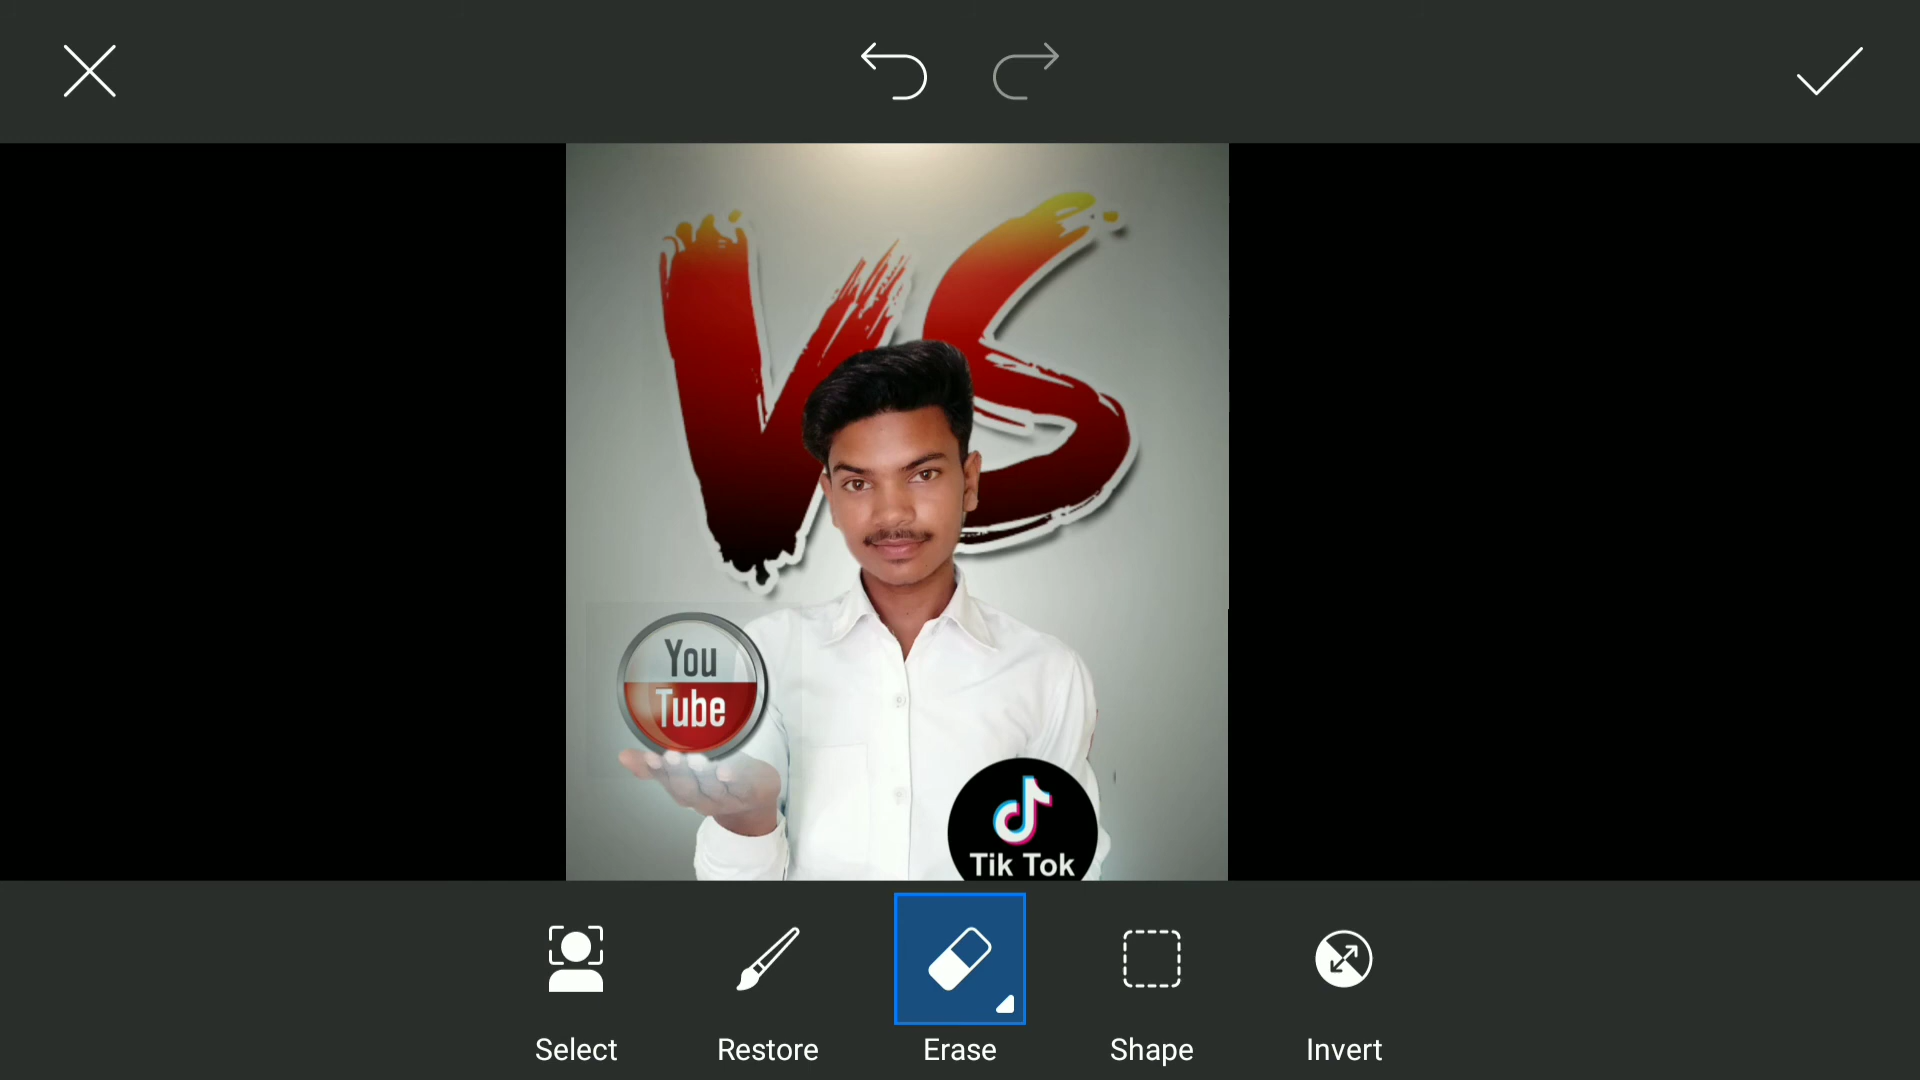 VS
You
Tube
Tik Tok
Select
Restore
Erase
Shape
Invert